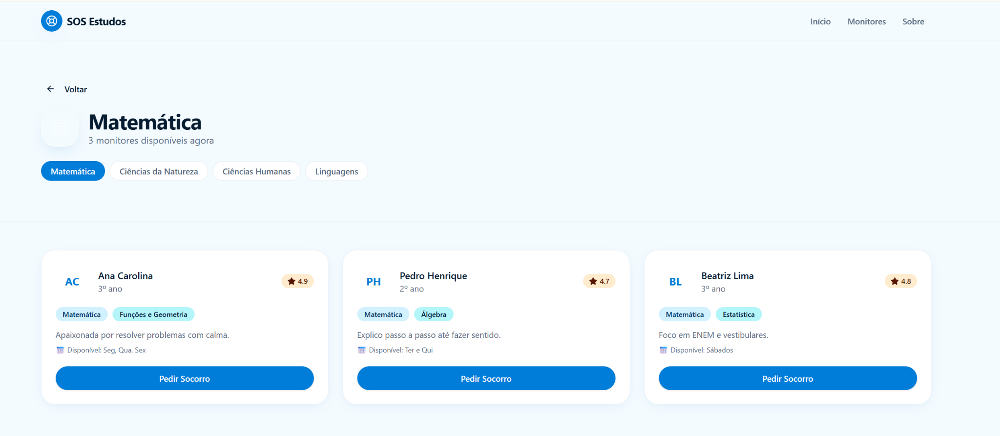 SOS Estudos
Início Monitores Sobre
Voltar
Matemática
3 monitores disponíveis agora
Matemática Ciências da Natureza Ciências Humanas Linguagens
AC
Ana Carolina
3º ano
4.9
Matemática Funções e Geometria
Apaixonada por resolver problemas com calma.
Disponível: Seg, Qua, Sex
Pedir Socorro
PH
Pedro Henrique
2º ano
4.7
Matemática Álgebra
Explico passo a passo até fazer sentido.
Disponível: Ter e Qui
Pedir Socorro
BL
Beatriz Lima
3º ano
4.8
Matemática Estatística
Foco em ENEM e vestibulares.
Disponível: Sábados
Pedir Socorro